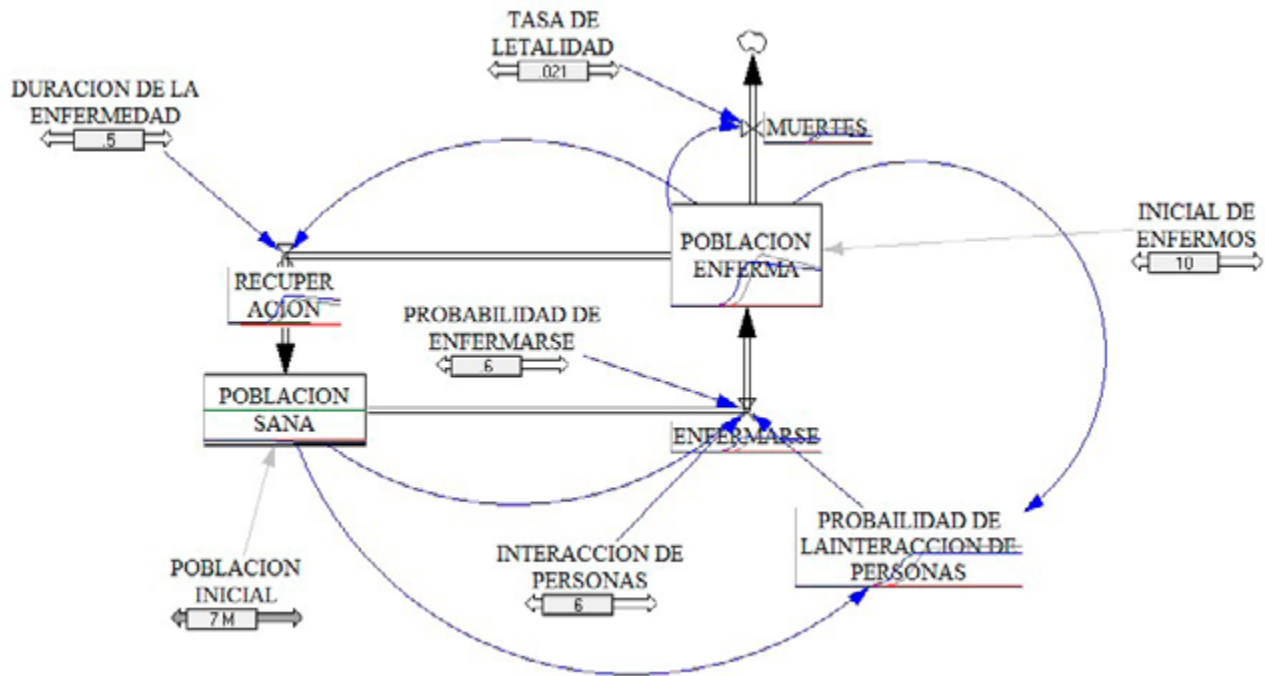 TASA DE
LETALIDAD
.021
DURACION DE LA
ENFERMEDAD
.5
MUERTES
INICIAL DE
ENFERMOS
10
POBLACION
ENFERMA
RECUPER
ACION
PROBABILIDAD DE
ENFERMARSE
.6
POBLACION
SANA
ENFERMARSE
PROBAILIDAD DE
LAINTERACCION DE
PERSONAS
INTERACCION DE
PERSONAS
6
POBLACION
INICIAL
7 M